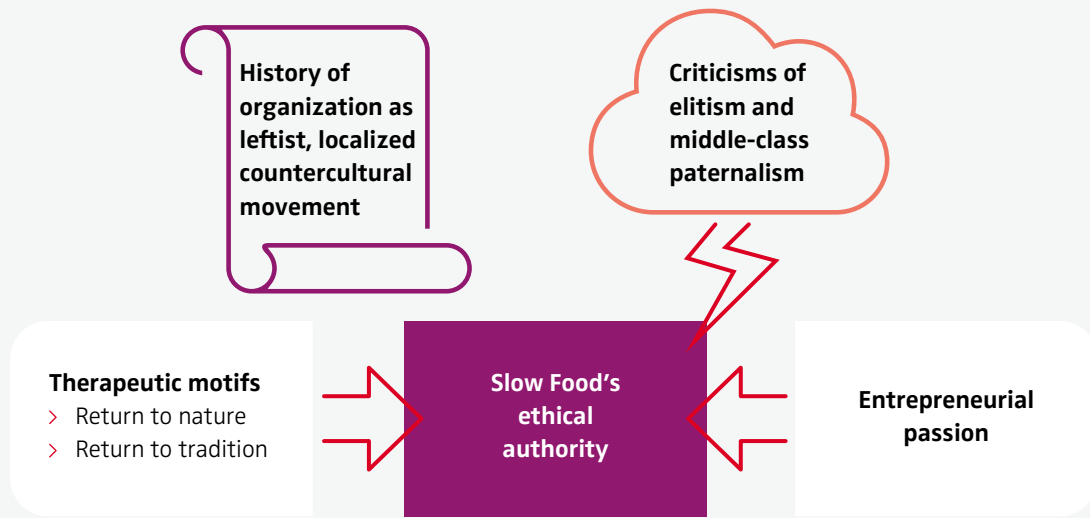 History of
organization as
leftist, localized
countercultural
movement
Criticisms of
elitism and
middle-class
paternalism
Therapeutic motifs
> Return to nature
> Return to tradition
Slow Food's
ethical
authority
Entrepreneurial
passion